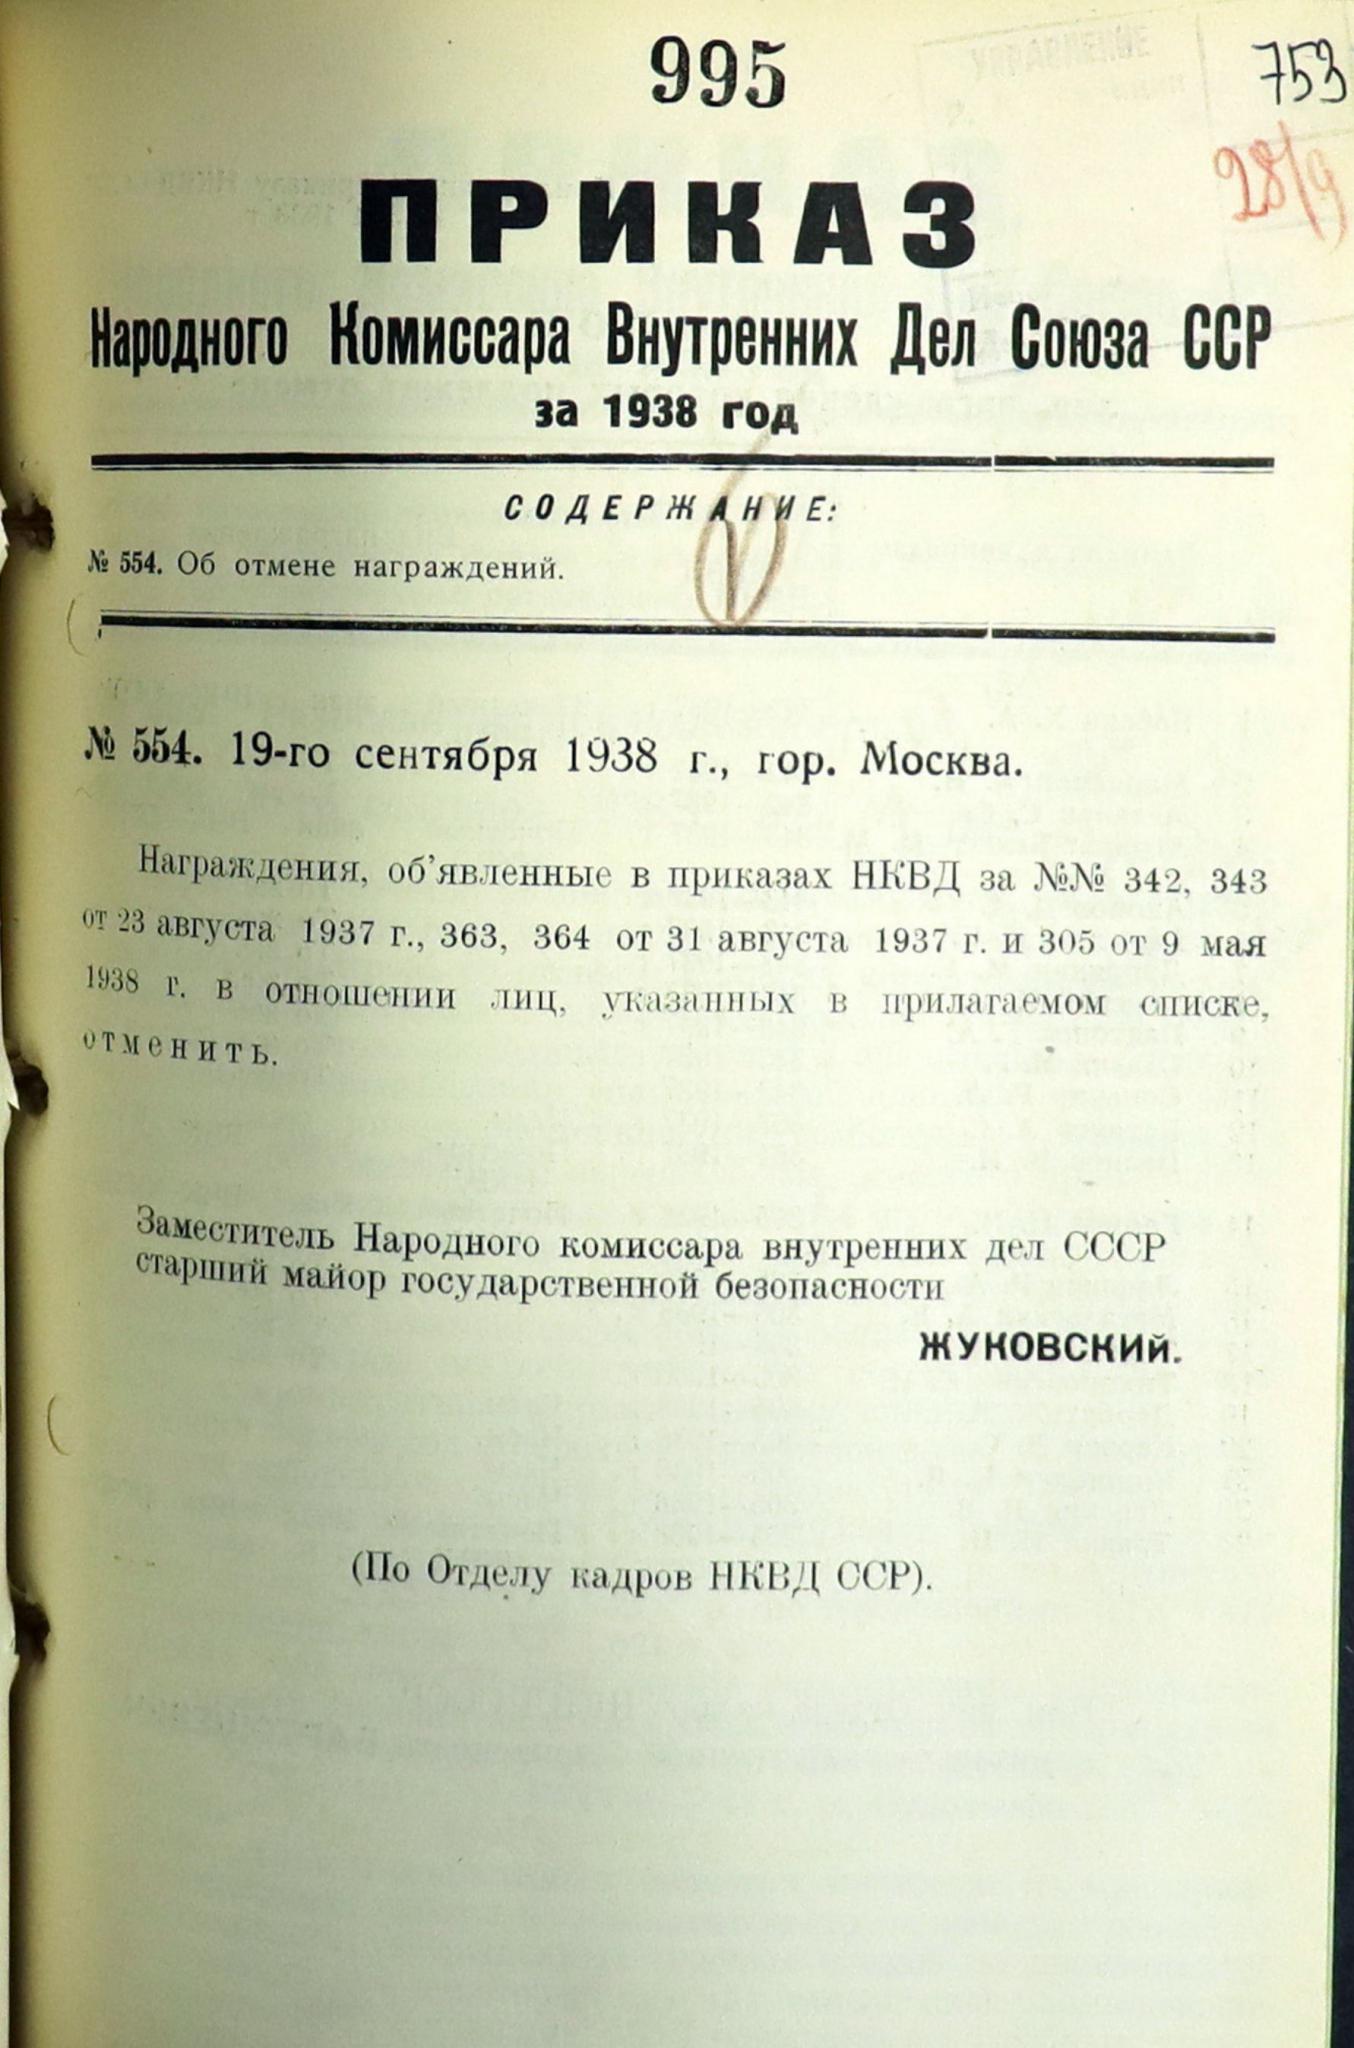 995
753
28/9
ПРИКАЗ
Народного Комиссара Внутренних Дел Союза ССР
за 1938 год
СОДЕРЖАНИЕ:
№ 554. Об отмене награждений.
№ 554. 19-го сентября 1938 г., гор. Москва.
Награждения, об’явленные в приказах НКВД за №№ 342, 343
от 23 августа 1937 г., 363, 364 от 31 августа 1937 г. и 305 от 9 мая
1938 г. в отношении лиц, указанных в прилагаемом списке,
отменить.
Заместитель Народного комиссара внутренних дел СССР
старший майор государственной безопасности
ЖУКОВСКИЙ.
(По Отделу кадров НКВД ССР).